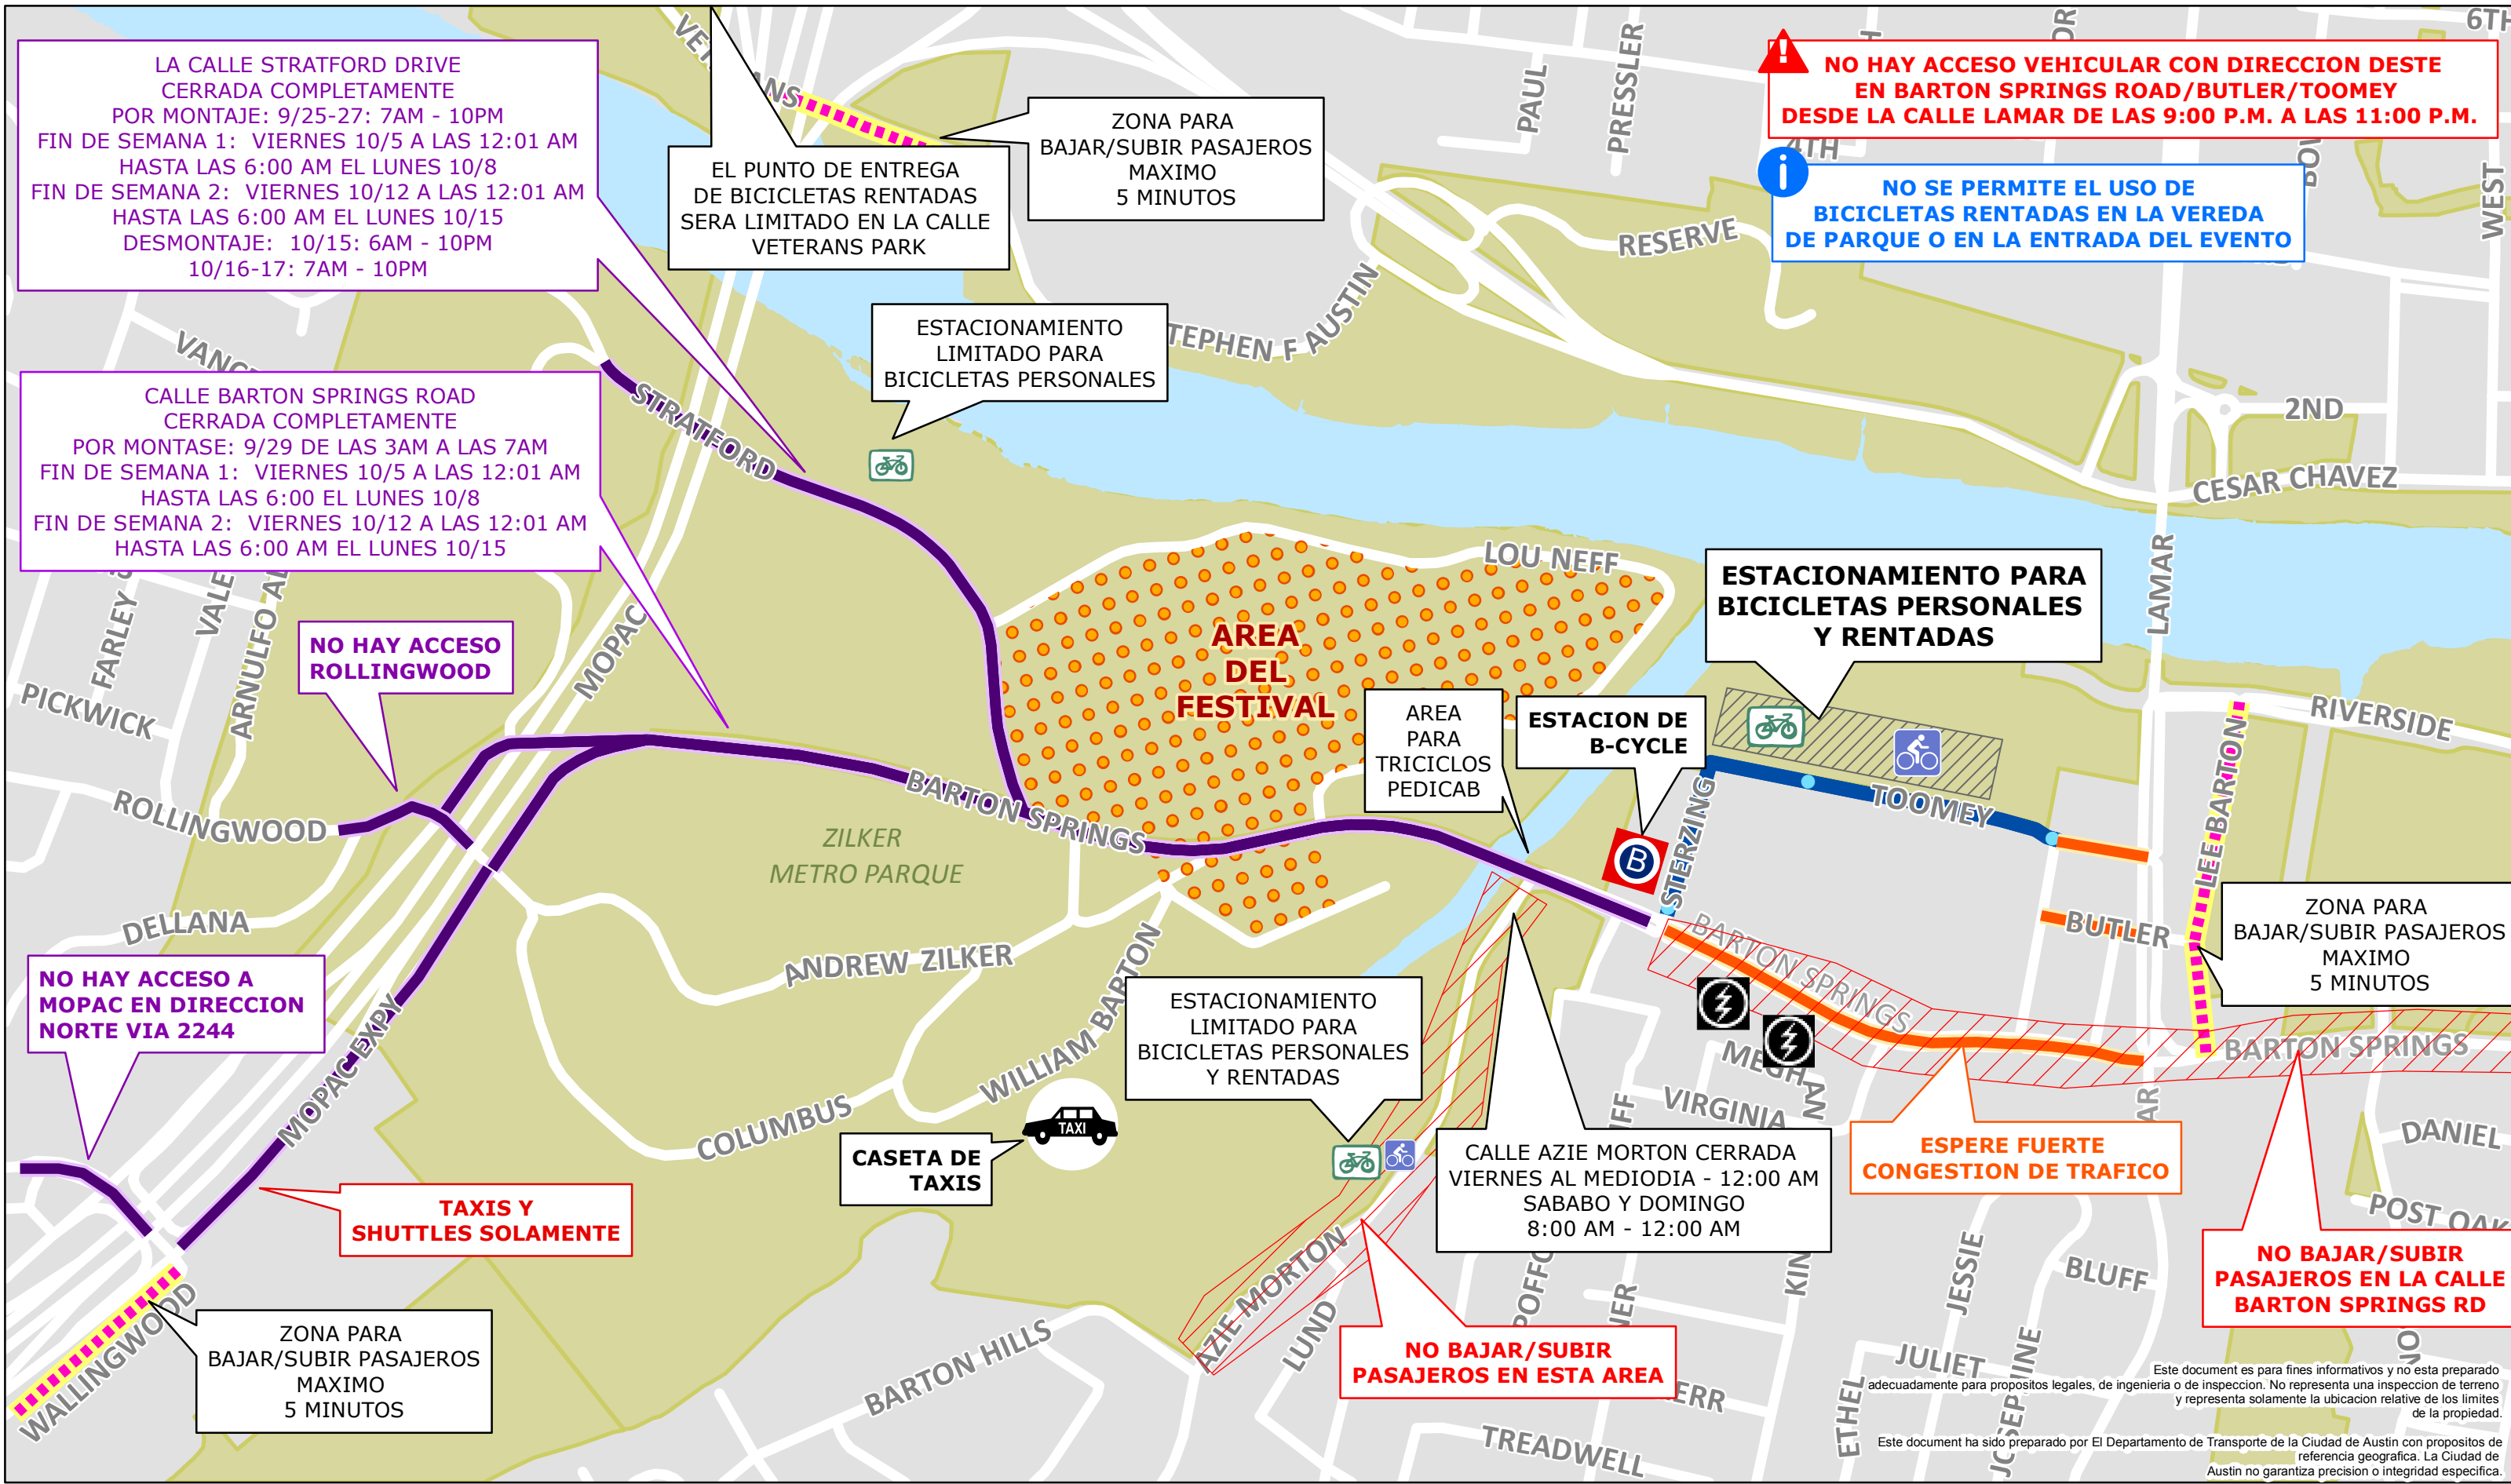 LA CALLE STRATFORD DRIVE
CERRADA COMPLETAMENTE
POR MONTAJE: 9/25-27: 7AM - 10PM
FIN DE SEMANA 1: VIERNES 10/5 A LAS 12:01 AM
HASTA LAS 6:00 AM EL LUNES 10/8
FIN DE SEMANA 2: VIERNES 10/12 A LAS 12:01 AM
HASTA LAS 6:00 AM EL LUNES 10/15
DESMONTAJE: 10/15: 6AM - 10PM
10/16-17: 7AM - 10PM
EL PUNTO DE ENTREGA
DE BICICLETAS RENTADAS
SERA LIMITADO EN LA CALLE
VETERANS PARK
ZONA PARA
BAJAR/SUBIR PASAJEROS
MAXIMO
5 MINUTOS
PAUL
PRESSLER
6TH
!
NO HAY ACCESO VEHICULAR CON DIRECCION DESTE
EN BARTON SPRINGS ROAD/BUTLER/TOOMEY
DESDE LA CALLE LAMAR DE LAS 9:00 P.M. A LAS 11:00 P.M.
4TH
i
NO SE PERMITE EL USO DE
BICICLETAS RENTADAS EN LA VEREDA
DE PARQUE O EN LA ENTRADA DEL EVENTO
WEST
RESERVE
TEPHEN F AUSTIN
ESTACIONAMIENTO
LIMITADO PARA
BICICLETAS PERSONALES
STRATFORD
2ND
CESAR CHAVEZ
CALLE BARTON SPRINGS ROAD
CERRADA COMPLETAMENTE
POR MONTASE: 9/29 DE LAS 3AM A LAS 7AM
FIN DE SEMANA 1: VIERNES 10/5 A LAS 12:01 AM
HASTA LAS 6:00 EL LUNES 10/8
FIN DE SEMANA 2: VIERNES 10/12 A LAS 12:01 AM
HASTA LAS 6:00 AM EL LUNES 10/15
FARLEY
VALE
ARNULFO AL
MOPAC
PICKWICK
NO HAY ACCESO
ROLLINGWOOD
ROLLINGWOOD
LOU NEFF
AREA
DEL
FESTIVAL
LAMAR
ESTACIONAMIENTO PARA
BICICLETAS PERSONALES
Y RENTADAS
AREA
PARA
TRICICLOS
PEDICAB
ESTACION DE
B-CYCLE
B
STERZING
TOOMEY
RIVERSIDE
LEE BARTON
BUTLER
BARTON SPRINGS
ZILKER
METRO PARQUE
DELLANA
ANDREW ZILKER
WILLIAM BARTON
COLUMBUS
NO HAY ACCESO A
MOPAC EN DIRECCION
NORTE VIA 2244
MOPAC EXPY
TAXIS Y
SHUTTLES SOLAMENTE
CASETA DE
TAXIS
TAXI
ESTACIONAMIENTO
LIMITADO PARA
BICICLETAS PERSONALES
Y RENTADAS
BARTON SPRINGS
MEGHAN
VIRGINIA
ZONA PARA
BAJAR/SUBIR PASAJEROS
MAXIMO
5 MINUTOS
BARTON SPRINGS
AR
DANIEL
CALLE AZIE MORTON CERRADA
VIERNES AL MEDIODIA - 12:00 AM
SABABO Y DOMINGO
8:00 AM - 12:00 AM
ESPERE FUERTE
CONGESTION DE TRAFICO
POST OAK
NO BAJAR/SUBIR
PASAJEROS EN LA CALLE
BARTON SPRINGS RD
BLUFF
JESSIE
KIN
AZIE MORTON
LUND
NO BAJAR/SUBIR
PASAJEROS EN ESTA AREA
ERR
ZONA PARA
BAJAR/SUBIR PASAJEROS
MAXIMO
5 MINUTOS
WALLINGWOOD
BARTON HILLS
JULIET
ETHEL
JOSEPHINE
TREADWELL
Este document es para fines informativos y no esta preparado
adecuadamente para propositos legales, de ingenieria o de inspeccion. No representa una inspeccion de terreno
y representa solamente la ubicacion relative de los limites
de la propiedad.
Este document ha sido preparado por El Departamento de Transporte de la Ciudad de Austin con propositos de
referencia geografica. La Ciudad de
Austin no garantiza precision o integridad especifica.